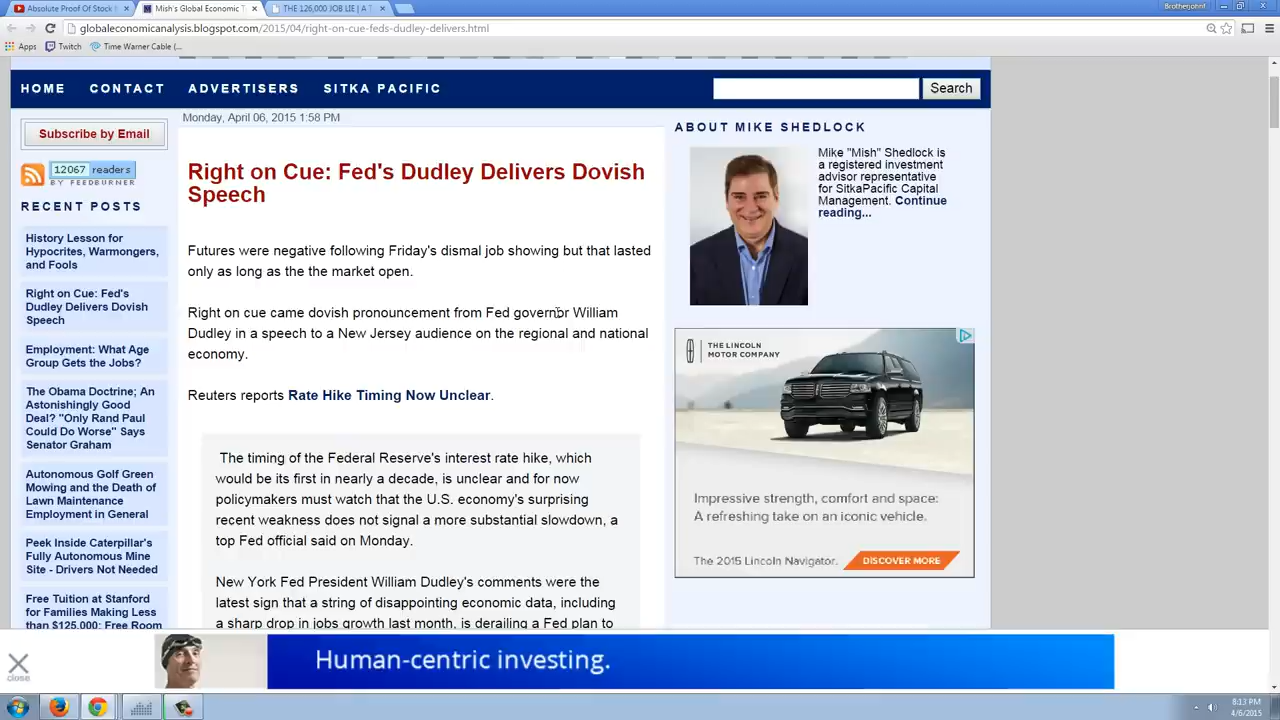 Absolute Proof Of Stock
Mish's Global Economic T
THE 126,000 JOB LIE | A T
Brotherjohnf
globaleconomicanalysis.blogspot.com/2015/04/right-on-cue-feds-dudley-delivers.html
Apps
Twitch
Time Warner Cable (...
HOME
CONTACT
ADVERTISERS
SITKA PACIFIC
Search
Subscribe by Email
12067 readers
BY FEEDBURNER
RECENT POSTS
History Lesson for
Hypocrites, Warmongers,
and Fools
Right on Cue: Fed's
Dudley Delivers Dovish
Speech
Employment: What Age
Group Gets the Jobs?
The Obama Doctrine; An
Astonishingly Good
Deal? "Only Rand Paul
Could Do Worse" Says
Senator Graham
Autonomous Golf Green
Mowing and the Death of
Lawn Maintenance
Employment in General
Peek Inside Caterpillar's
Fully Autonomous Mine
Site - Drivers Not Needed
Free Tuition at Stanford
for Families Making Less
than $125,000; Free Room
Monday, April 06, 2015 1:58 PM
Right on Cue: Fed's Dudley Delivers Dovish
Speech
Futures were negative following Friday's dismal job showing but that lasted
only as long as the the market open.
Right on cue came dovish pronouncement from Fed governor William
Dudley in a speech to a New Jersey audience on the regional and national
economy.
Reuters reports Rate Hike Timing Now Unclear.
The timing of the Federal Reserve's interest rate hike, which
would be its first in nearly a decade, is unclear and for now
policymakers must watch that the U.S. economy's surprising
recent weakness does not signal a more substantial slowdown, a
top Fed official said on Monday.
New York Fed President William Dudley's comments were the
latest sign that a string of disappointing economic data, including
a sharp drop in jobs growth last month, is derailing a Fed plan to
ABOUT MIKE SHEDLOCK
Mike "Mish" Shedlock is
a registered investment
advisor representative
for SitkaPacific Capital
Management. Continue
reading...
THE LINCOLN
MOTOR COMPANY
Impressive strength, comfort and space:
A refreshing take on an iconic vehicle.
The 2015 Lincoln Navigator.
DISCOVER MORE
close
Human-centric investing.
8:13 PM
4/6/2015